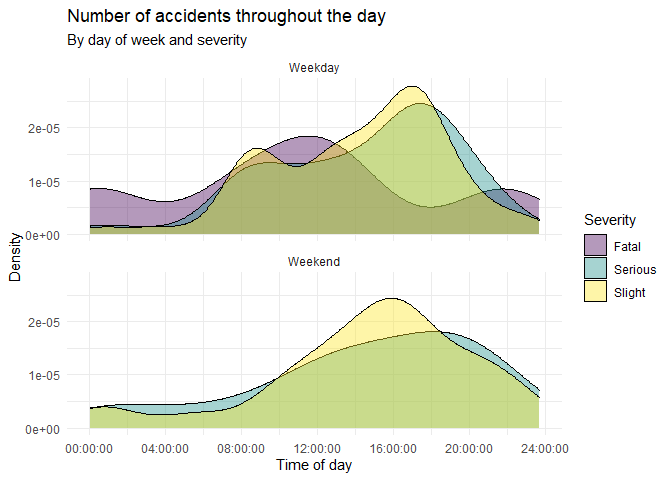 Number of accidents throughout the day
By day of week and severity
Weekday
2e-05
1e-05
0e+00
Weekend
2e-05
1e-05
0e+00
00:00:00 04:00:00 08:00:00 12:00:00 16:00:00 20:00:00 24:00:00
Time of day
Density
Severity
Fatal
Serious
Slight